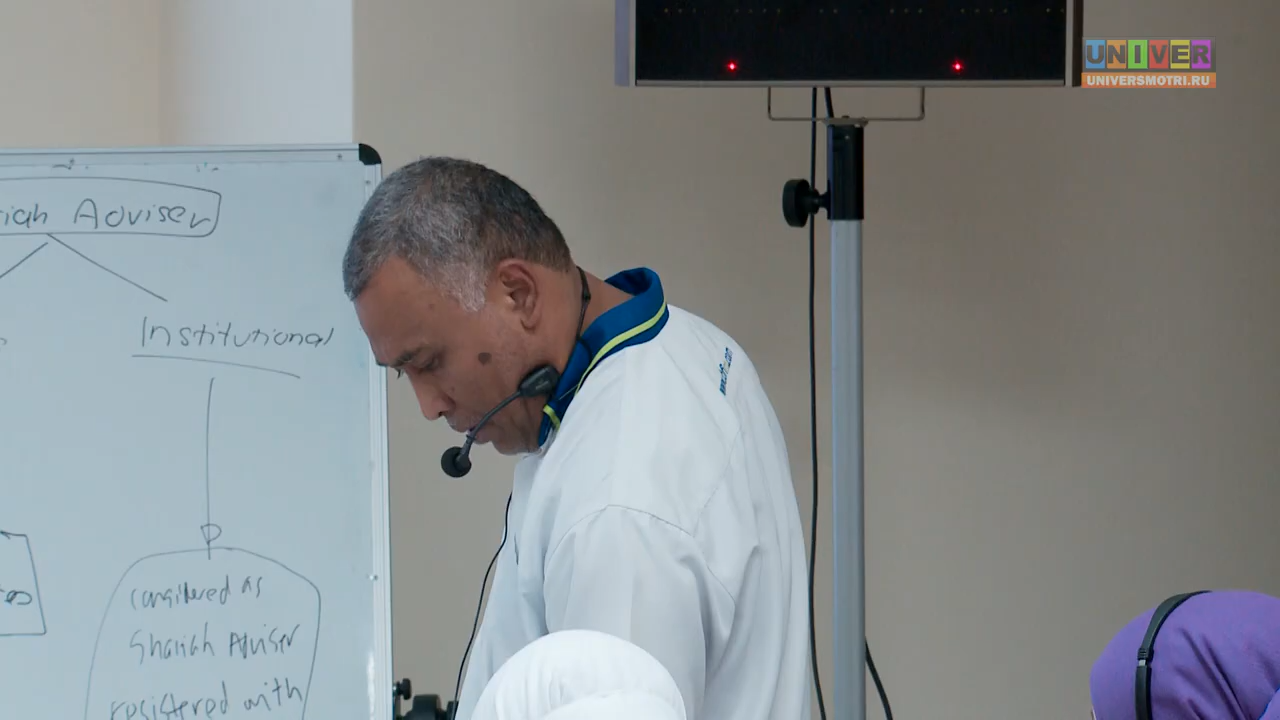 UNIVER
UNIVERSMOTRI.RU
Adviser
Institutional
considered as
Shariah Adviser
registered with